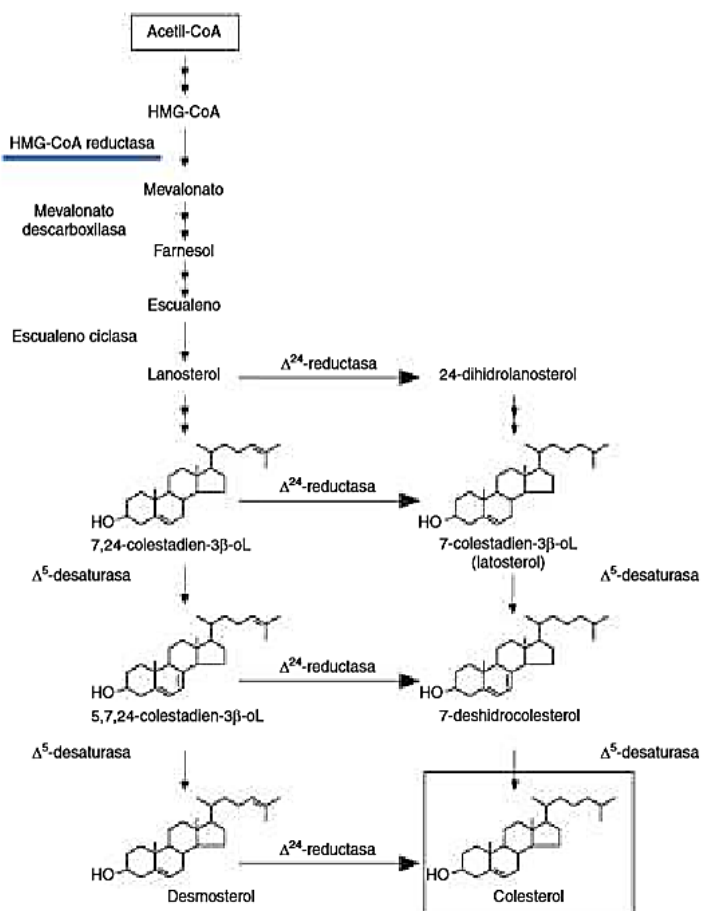 Acetil-CoA
HMG-CoA
HMG-CoA reductasa
Mevalonato
Mevalonato
descarboxilasa
Farnesol
Escualeno
Escualeno ciclasa
Lanosterol
Δ24-reductasa
24-dihidrolanosterol
HO
7,24-colestadien-3β-oL
Δ24-reductasa
HO
7-colestadien-3β-oL
(latosterol)
Δ5-desaturasa
Δ5-desaturasa
HO
5,7,24-colestadien-3β-oL
Δ24-reductasa
HO
7-deshidrocolesterol
Δ5-desaturasa
Δ5-desaturasa
HO
Desmosterol
Δ24-reductasa
HO
Colesterol